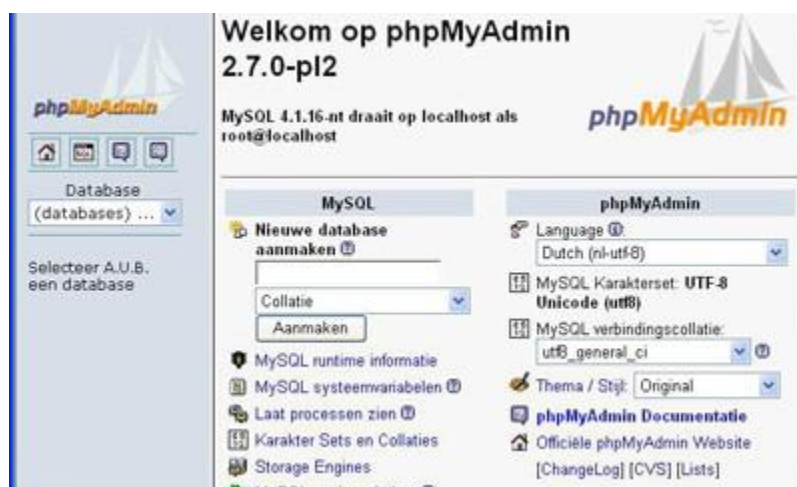 phpMyAdmin
Database
(databases) ...
Selecteer A.U.B.
een database
Welkom op phpMyAdmin
2.7.0-pl2
MySQL 4.1.16-nt draait op localhost als
root@localhost
phpMyAdmin
MySQL
Nieuwe database
aanmaken
Collatie
Aanmaken
MySQL runtime informatie
MySQL systeemvariabelen
Laat processen zien
Karakter Sets en Collaties
Storage Engines
phpMyAdmin
Language
Dutch (nl-utf-8)
MySQL Karakterset: UTF-8
Unicode (utf8)
MySQL verbindingscollatie:
utf8_general_ci
Thema / Stijl: Original
phpMyAdmin Documentatie
Officiële phpMyAdmin Website
[ChangeLog] [CVS] [Lists]